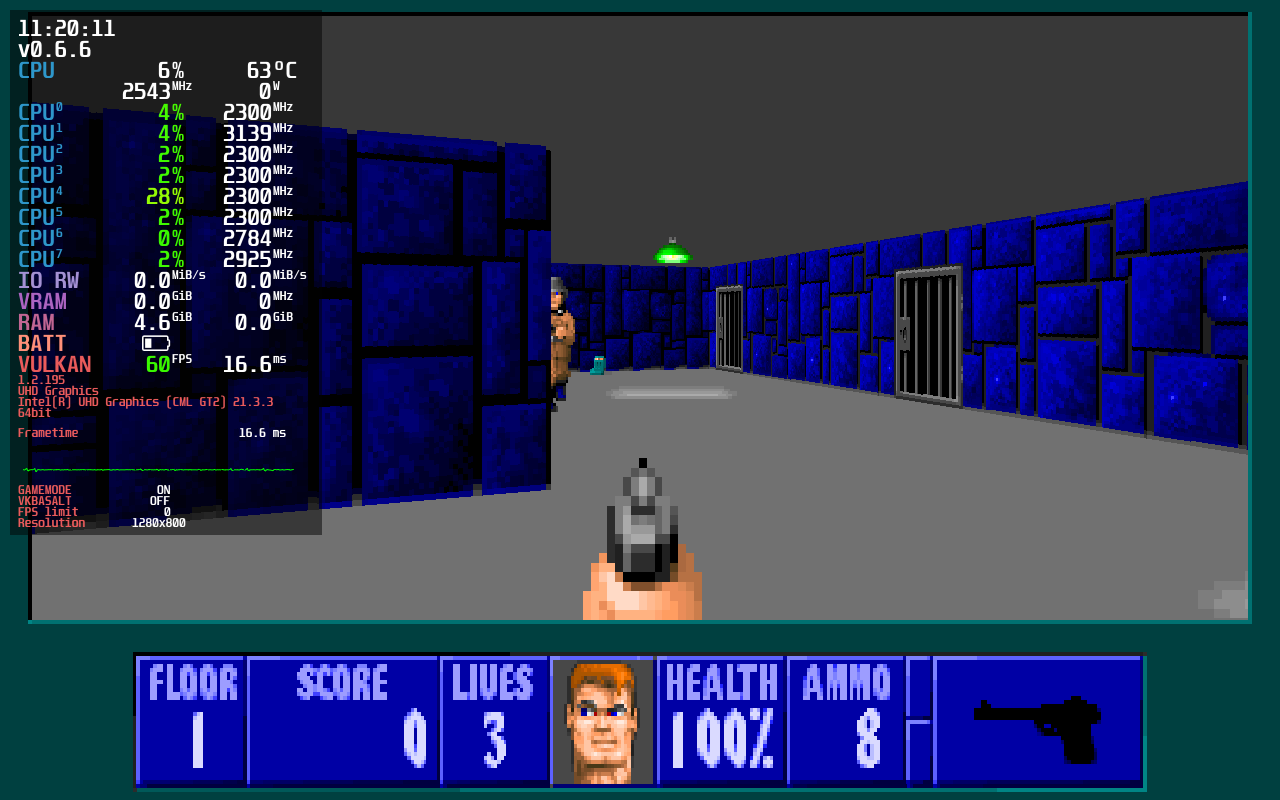 11:20:11
v0.6.6
CPU 6% 63°C
2543MHz 0W
CPU0 4% 2300MHz
CPU1 4% 3139MHz
CPU2 2% 2300MHz
CPU3 2% 2300MHz
CPU4 28% 2300MHz
CPU5 2% 2300MHz
CPU6 0% 2784MHz
CPU7 2% 2925MHz
IO RW 0.0MiB/s 0.0MiB/s
VRAM 0.0GiB 0MHz
RAM 4.6GiB 0.0GiB
BATT
VULKAN 60FPS 16.6ms
1.2.195
UHD Graphics
Intel(R) UHD Graphics (CML GT2) 21.3.3
64bit
Frametime 16.6 ms
GAMEMODE ON
VKBASALT OFF
FPS limit 0
Resolution 1280x800
FLOOR SCORE LIVES HEALTH AMMO
1 0 3 100% 8